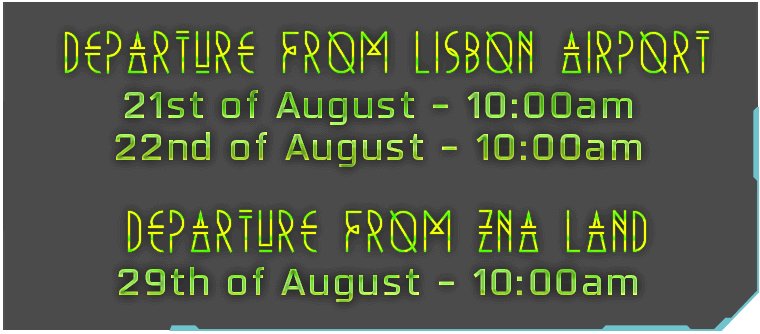 DEPARTURE FROM LISBON AIRPORT
21st of August - 10:00am
22nd of August - 10:00am
DEPARTURE FROM ZNA LAND
29th of August - 10:00am